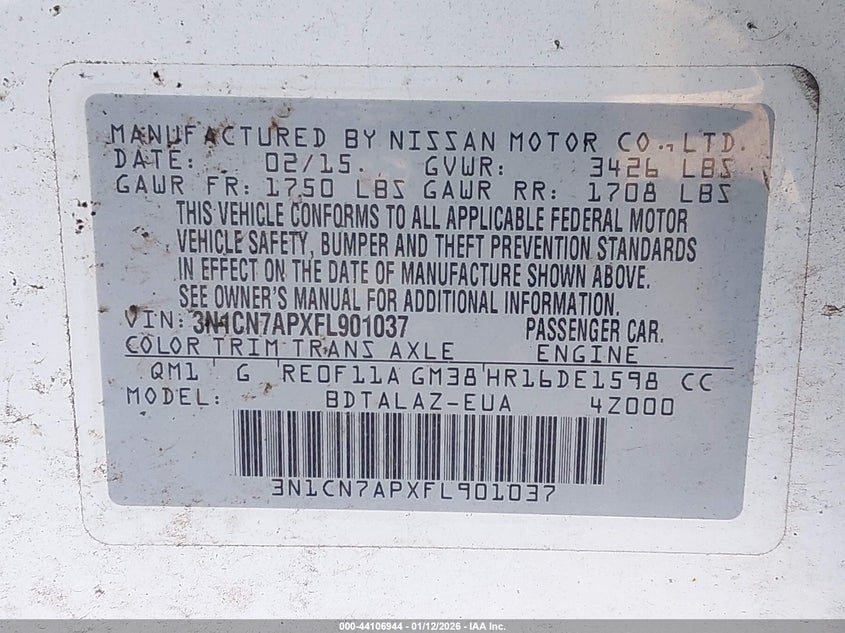 MANUFACTURED BY NISSAN MOTOR CO., LTD.
DATE: 02/15. GVWR: 3426 LBS
GAWR FR: 1750 LBS GAWR RR: 1708 LBS
THIS VEHICLE CONFORMS TO ALL APPLICABLE FEDERAL MOTOR
VEHICLE SAFETY, BUMPER AND THEFT PREVENTION STANDARDS
IN EFFECT ON THE DATE OF MANUFACTURE SHOWN ABOVE.
SEE OWNER'S MANUAL FOR ADDITIONAL INFORMATION.
VIN: 3N1CN7APXFL901037 PASSENGER CAR.
COLOR TRIM TRANS AXLE ENGINE
QM1 G RE0F11A GM38 HR16DE1598 CC
MODEL: BDTALAZ-EUA 4Z000
3N1CN7APXFL901037
000-44106944 - 01/12/2026 - IAA Inc.